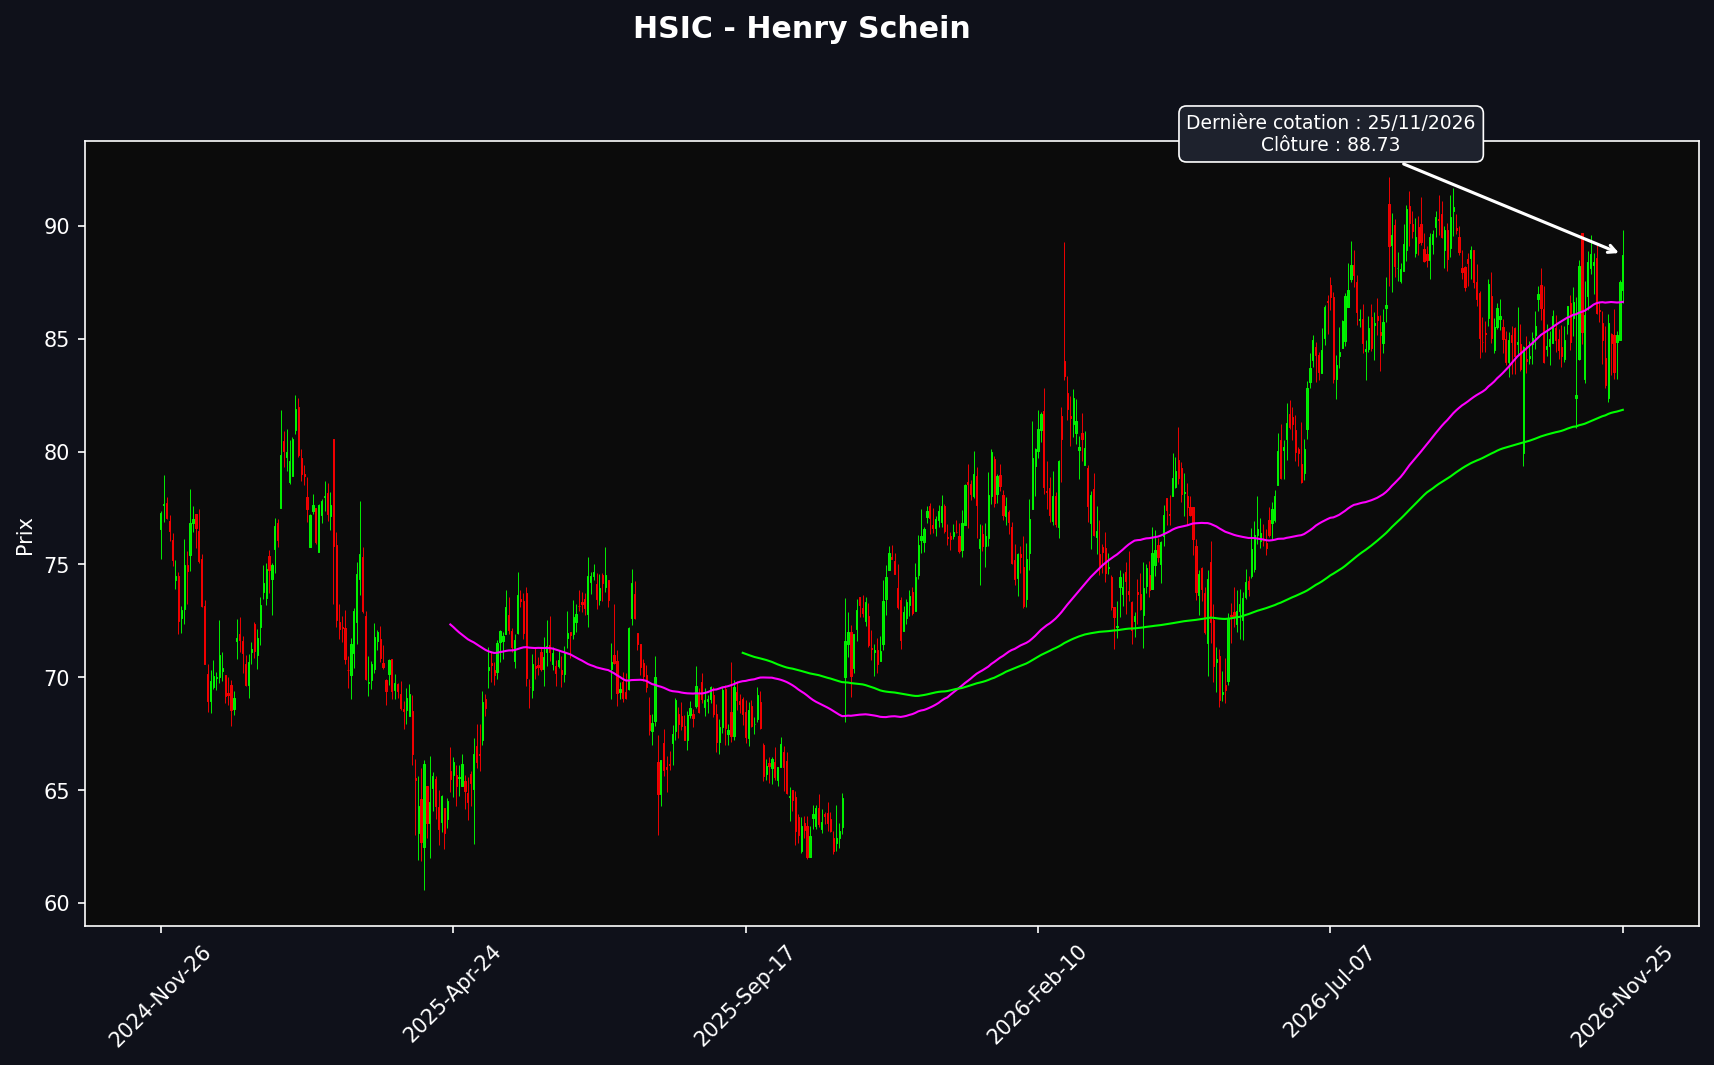 HSIC - Henry Schein
Dernière cotation : 25/11/2026
Clôture : 88.73
90
85
80
75
70
65
60
Prix
2024-Nov-26
2025-Apr-24
2025-Sep-17
2026-Feb-10
2026-Jul-07
2026-Nov-25